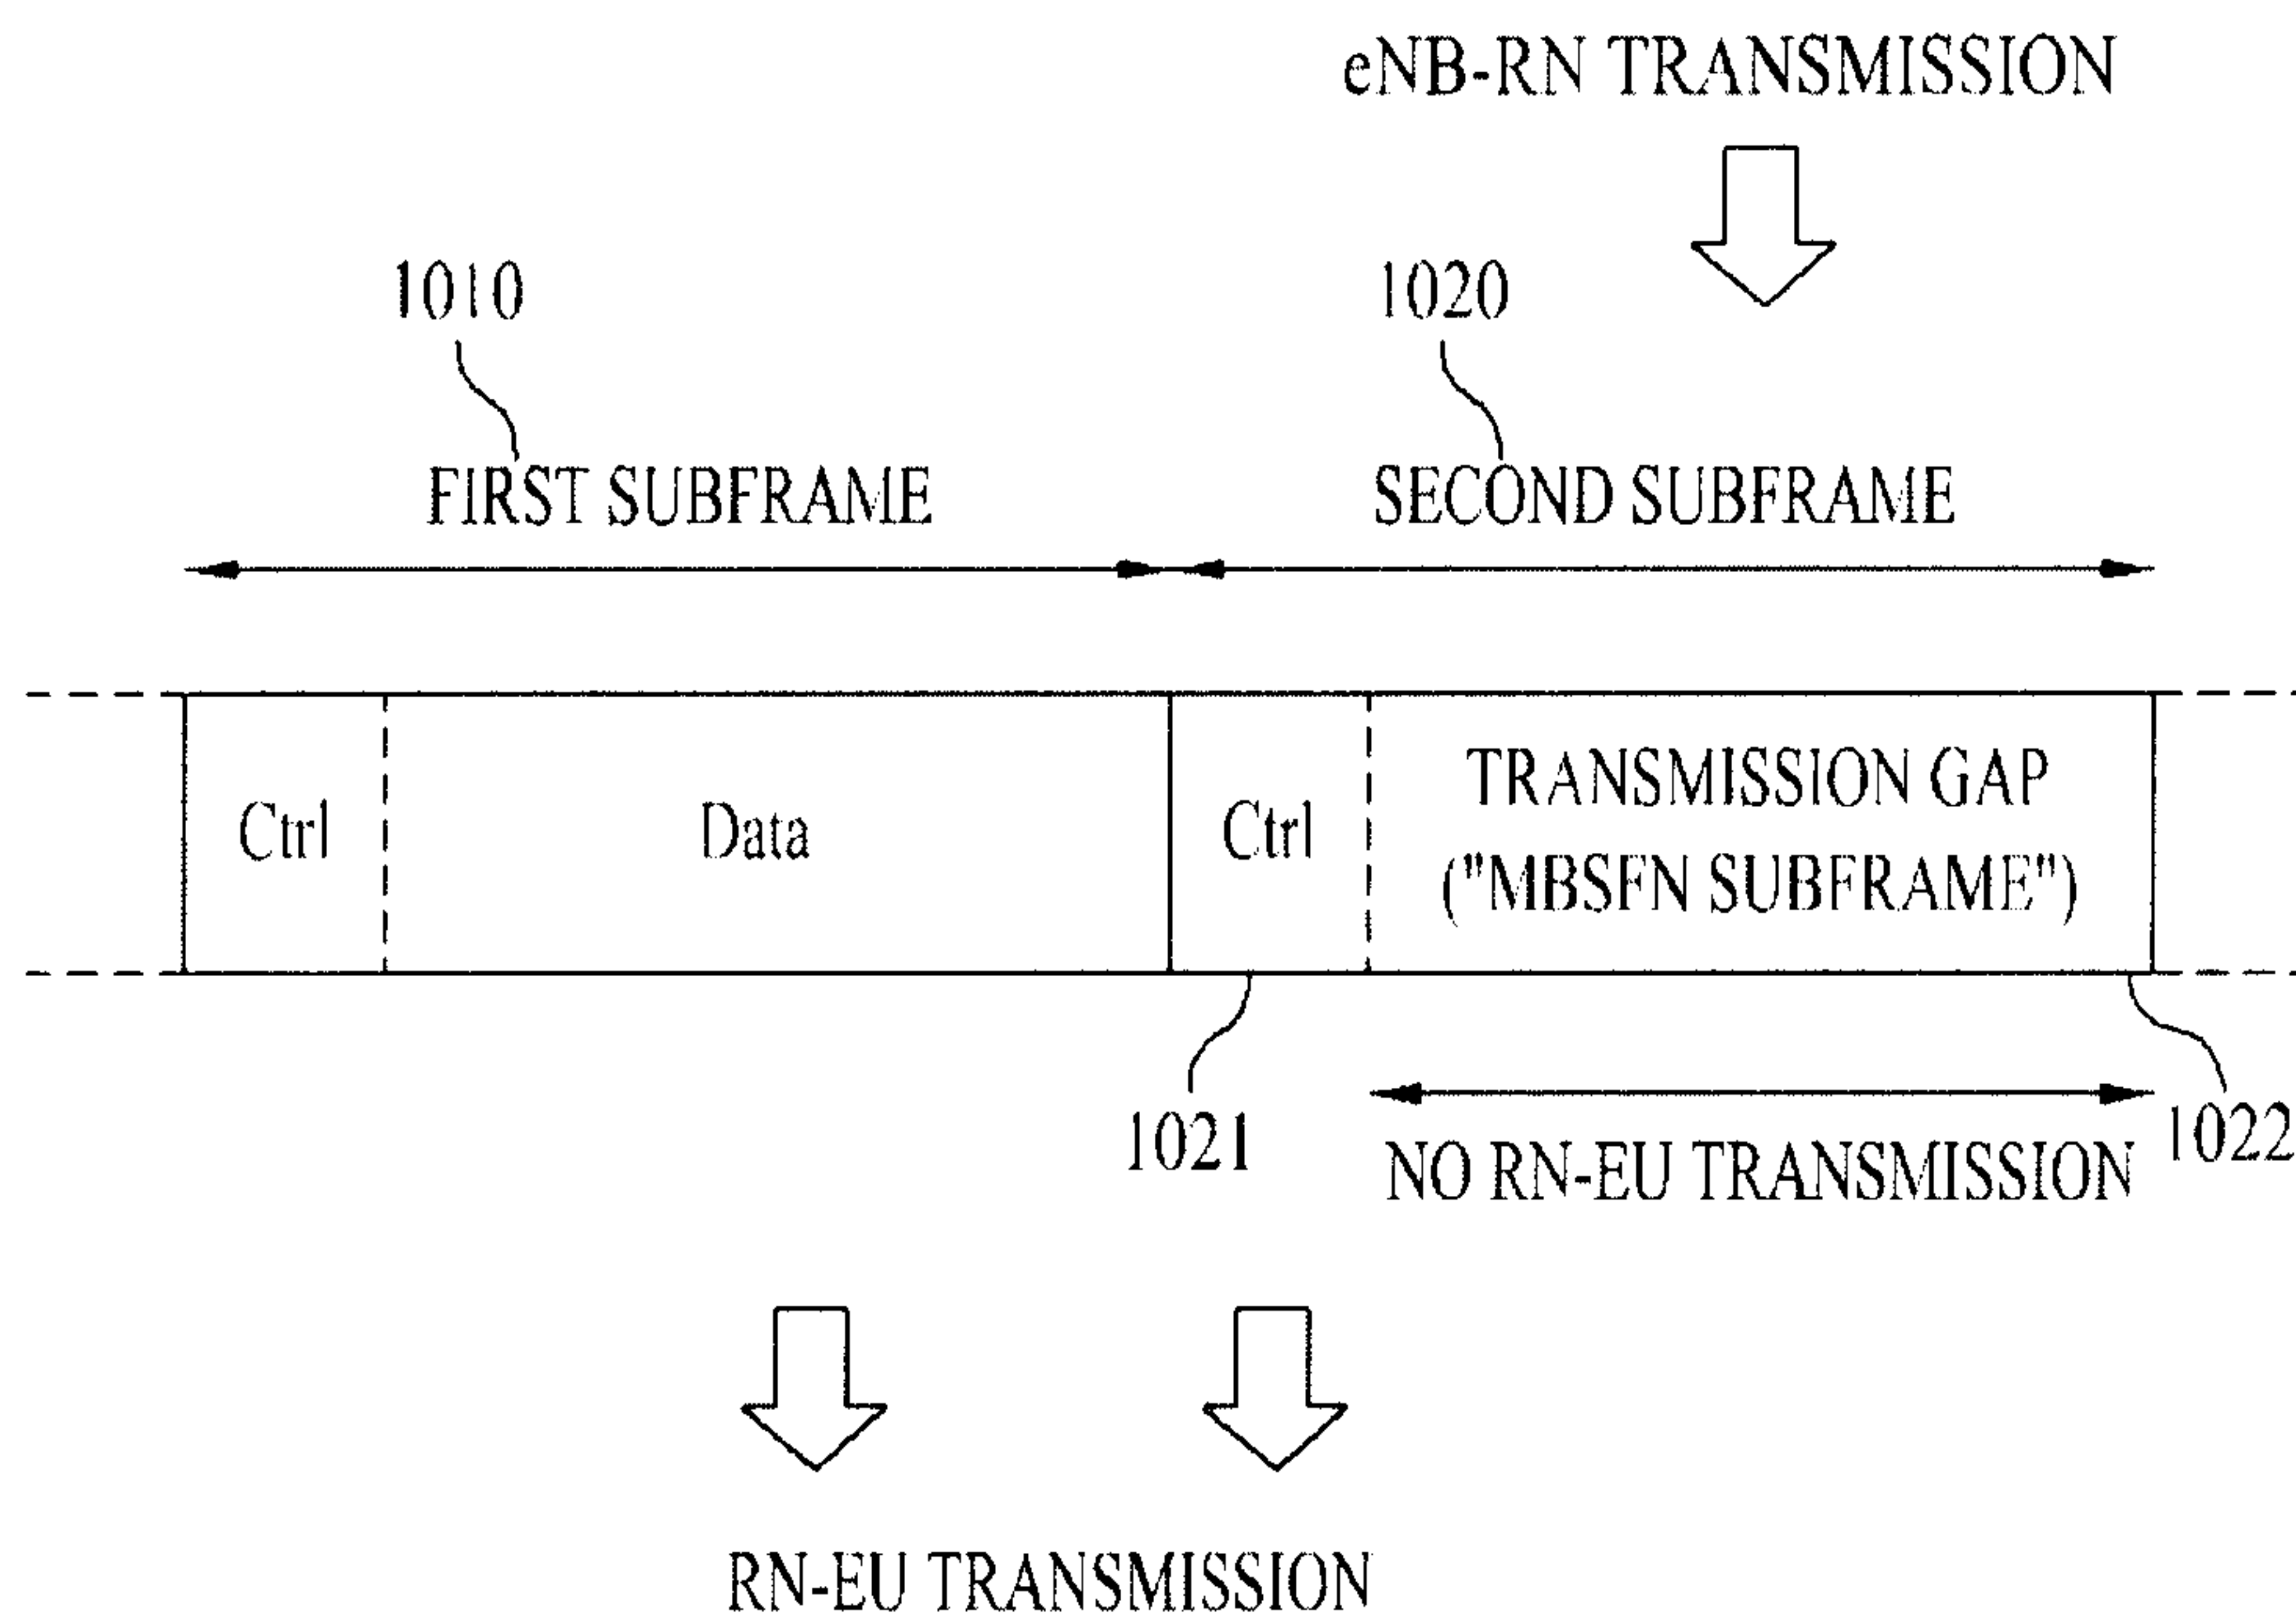 eNB-RN TRANSMISSION
1010
1020
FIRST SUBFRAME
SECOND SUBFRAME
Ctrl
Data
Ctrl
TRANSMISSION GAP
("MBSFN SUBFRAME")
1021
1022
NO RN-EU TRANSMISSION
RN-EU TRANSMISSION